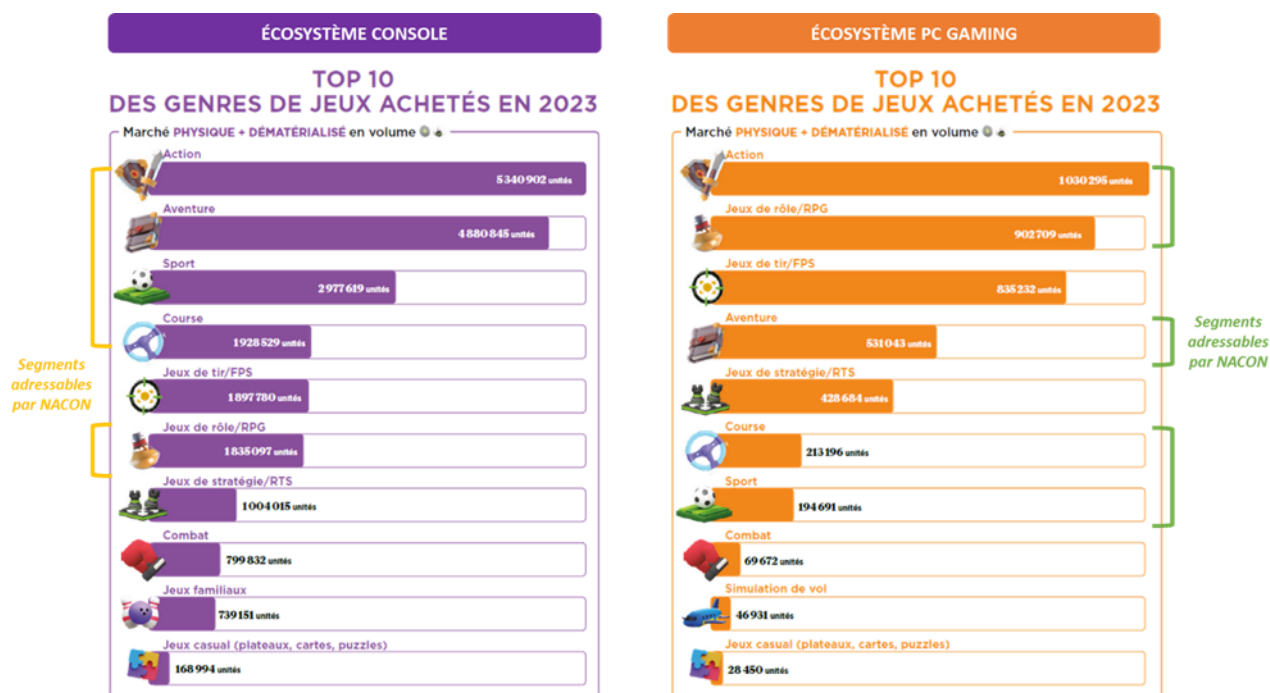 ÉCOSYSTÈME CONSOLE
TOP 10
DES GENRES DE JEUX ACHETÉS EN 2023
Marché PHYSIQUE + DÉMATÉRIALISÉ en volume
Action
5 340 902 unités
Aventure
4 880 845 unités
Sport
2 977 619 unités
Course
1 928 529 unités
Jeux de tir/FPS
1 897 780 unités
Jeux de rôle/RPG
1 835 097 unités
Jeux de stratégie/RTS
1 004 015 unités
Combat
799 832 unités
Jeux familiaux
739 151 unités
Jeux casual (plateaux, cartes, puzzles)
168 994 unités
Segments
adressables
par NACON
ÉCOSYSTÈME PC GAMING
TOP 10
DES GENRES DE JEUX ACHETÉS EN 2023
Marché PHYSIQUE + DÉMATÉRIALISÉ en volume
Action
1 030 295 unités
Jeux de rôle/RPG
902 709 unités
Jeux de tir/FPS
835 232 unités
Aventure
531 043 unités
Jeux de stratégie/RTS
428 684 unités
Course
213 196 unités
Sport
194 691 unités
Combat
69 672 unités
Simulation de vol
46 931 unités
Jeux casual (plateaux, cartes, puzzles)
28 450 unités
Segments
adressables
par NACON